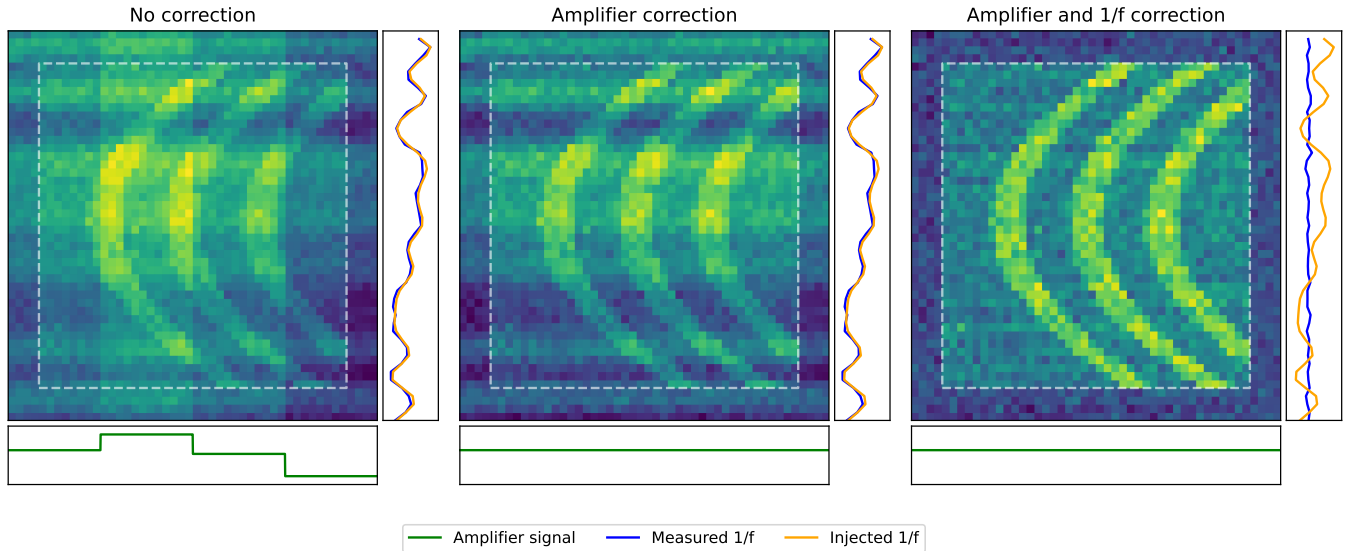 No correction
Amplifier correction
Amplifier and 1/f correction
Amplifier signal
Measured 1/f
Injected 1/f